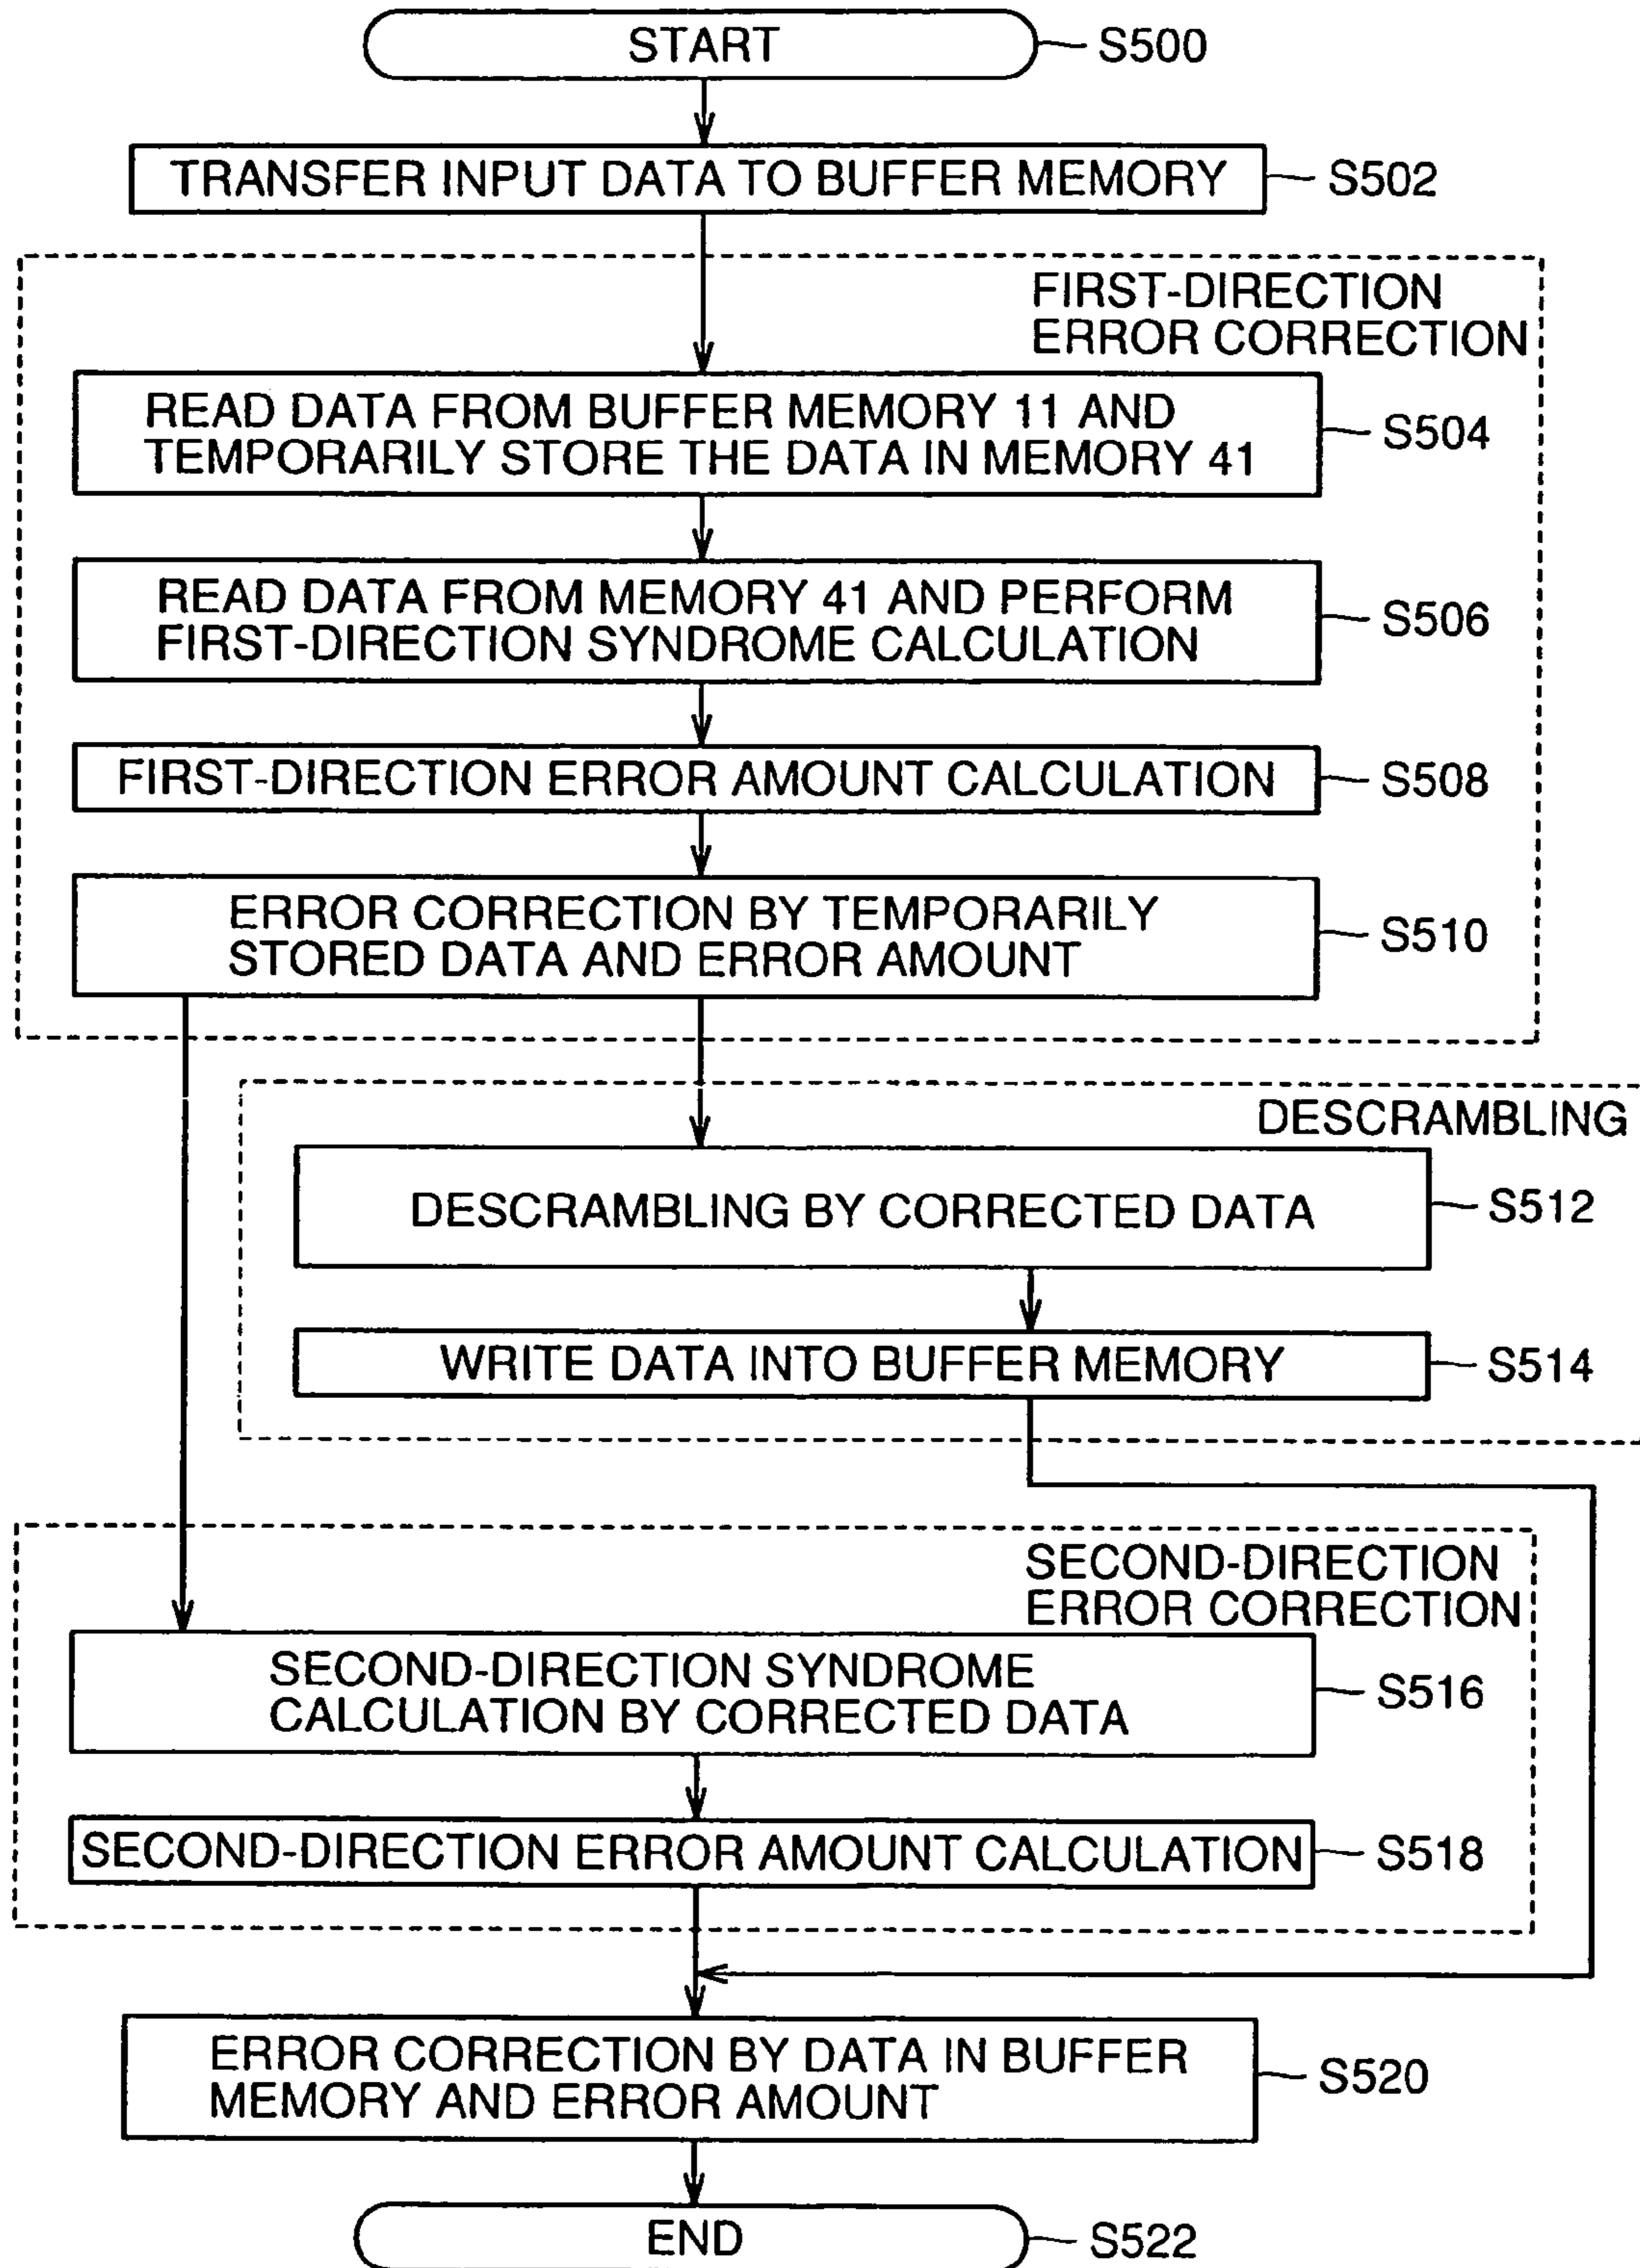 START
S500
TRANSFER INPUT DATA TO BUFFER MEMORY
S502
FIRST-DIRECTION
ERROR CORRECTION
READ DATA FROM BUFFER MEMORY 11 AND
TEMPORARILY STORE THE DATA IN MEMORY 41
S504
READ DATA FROM MEMORY 41 AND PERFORM
FIRST-DIRECTION SYNDROME CALCULATION
S506
FIRST-DIRECTION ERROR AMOUNT CALCULATION
S508
ERROR CORRECTION BY TEMPORARILY
STORED DATA AND ERROR AMOUNT
S510
DESCRAMBLING
DESCRAMBLING BY CORRECTED DATA
S512
WRITE DATA INTO BUFFER MEMORY
S514
SECOND-DIRECTION
ERROR CORRECTION
SECOND-DIRECTION SYNDROME
CALCULATION BY CORRECTED DATA
S516
SECOND-DIRECTION ERROR AMOUNT CALCULATION
S518
ERROR CORRECTION BY DATA IN BUFFER
MEMORY AND ERROR AMOUNT
S520
END
S522